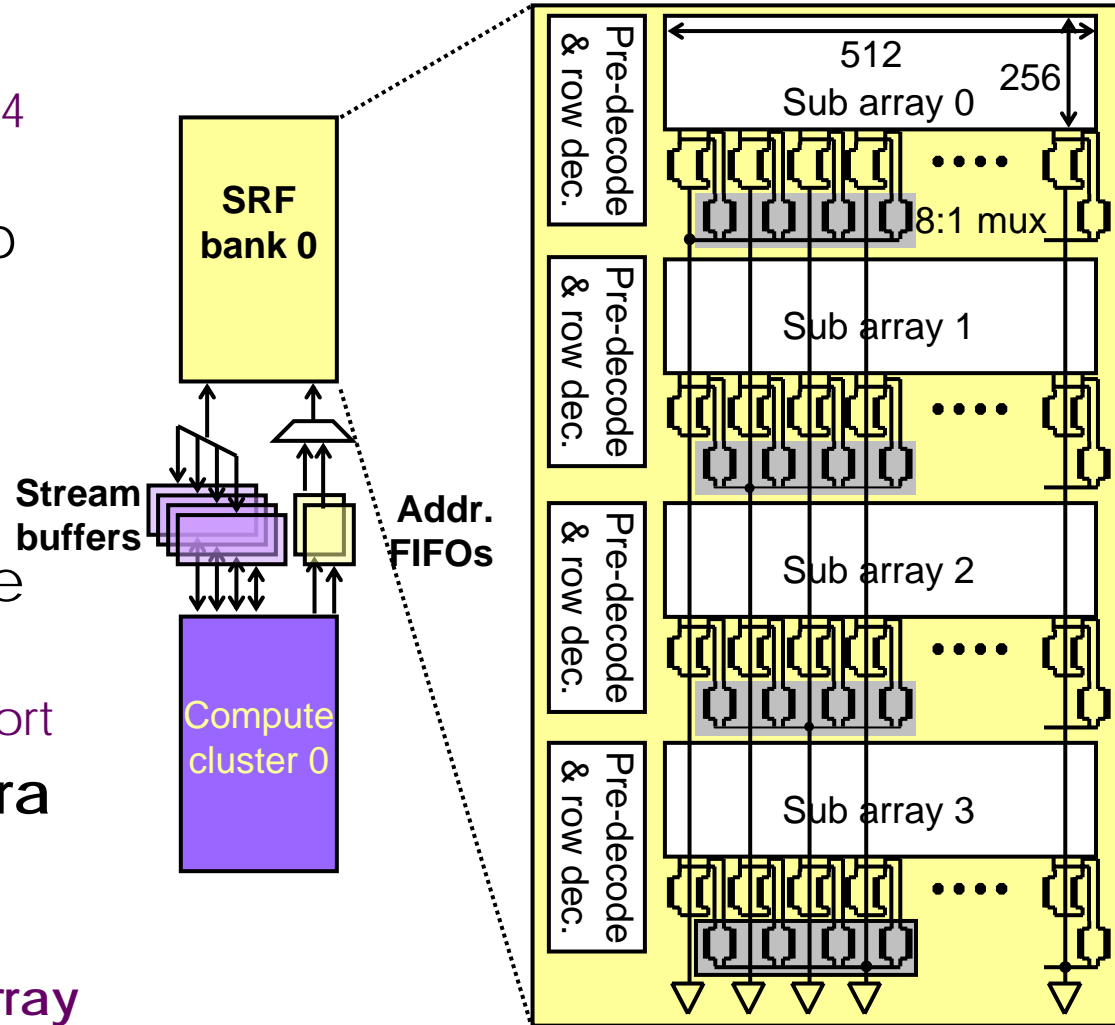 4
o
e
ort
ra
rray
SRF
bank 0
Stream
buffers
Addr.
FIFOs
Compute
cluster 0
Pre-decode
& row dec.
512
256
Sub array 0
8:1 mux
Pre-decode
& row dec.
Sub array 1
Pre-decode
& row dec.
Sub array 2
Pre-decode
& row dec.
Sub array 3